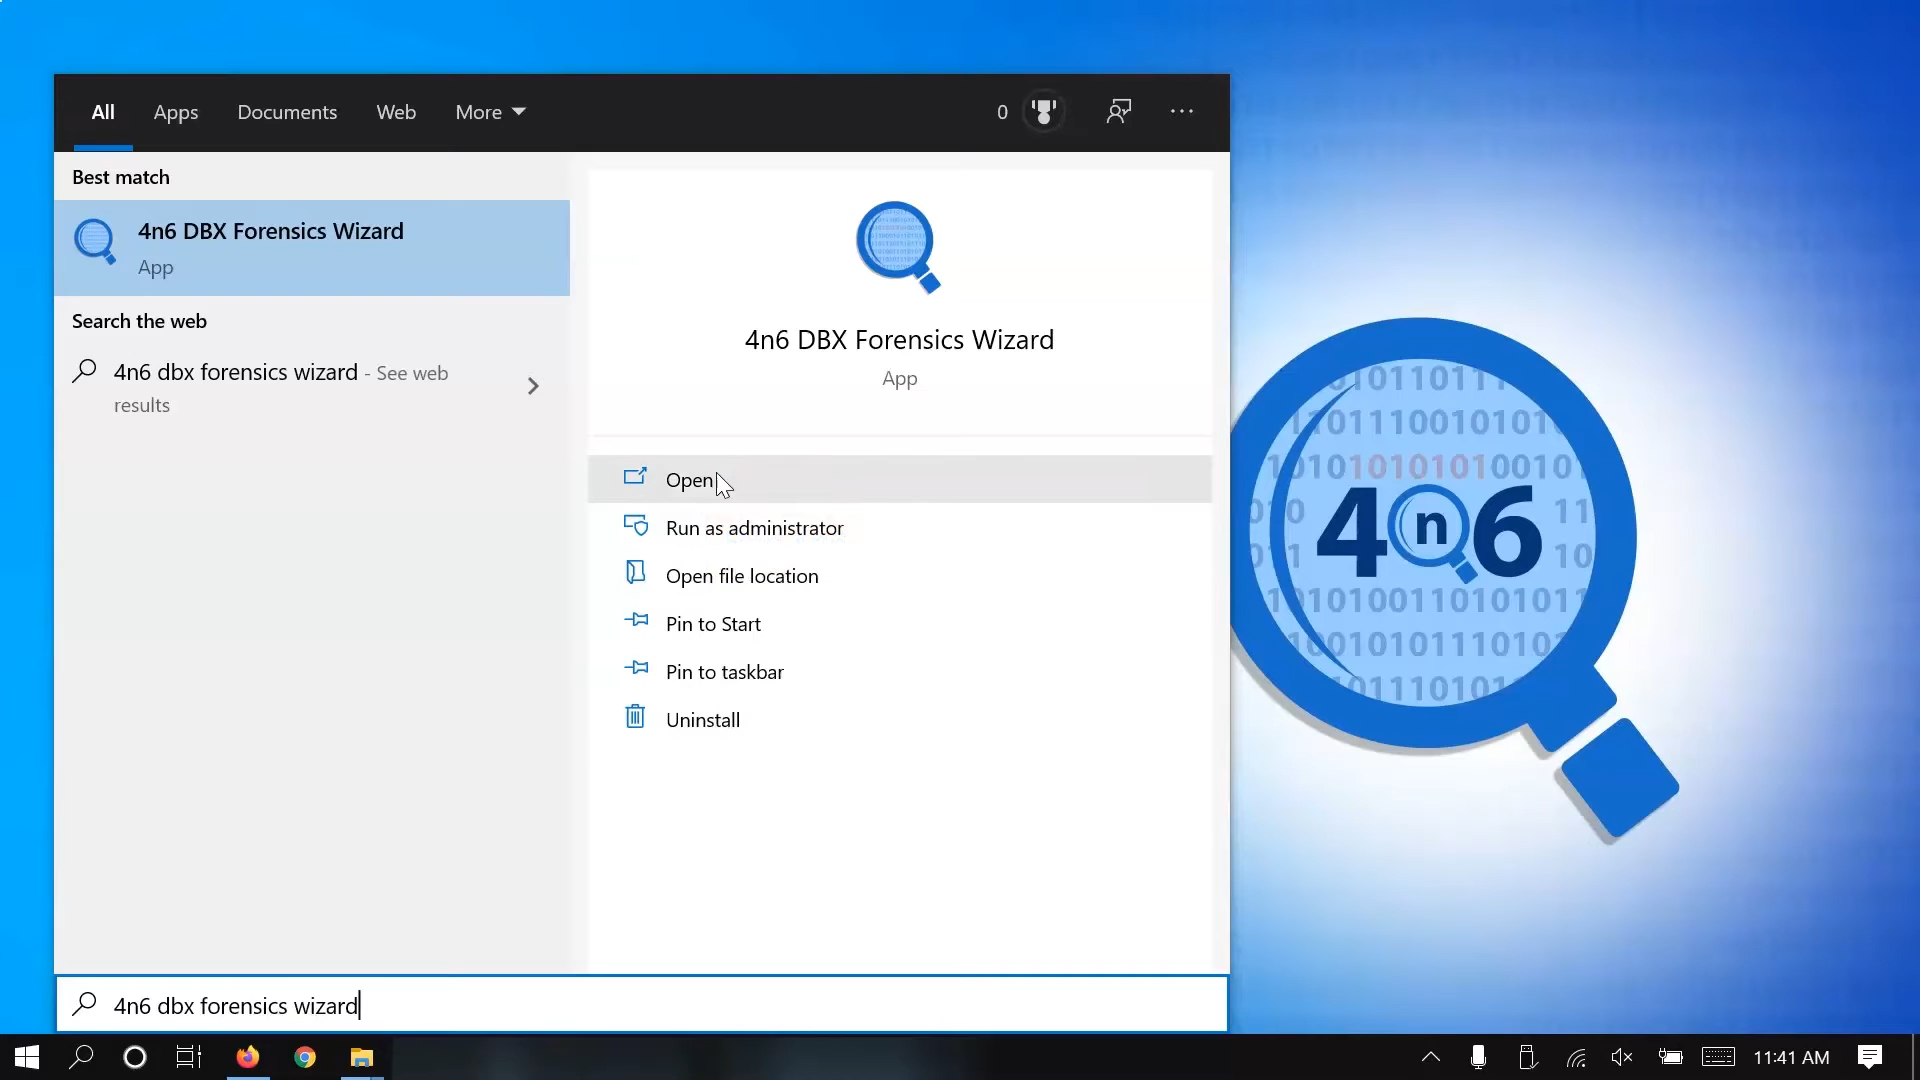 All Apps Documents Web More 0
Best match
4n6 DBX Forensics Wizard
App
Search the web
4n6 dbx forensics wizard - See web
results
4n6 DBX Forensics Wizard
App
Open
Run as administrator
Open file location
Pin to Start
Pin to taskbar
Uninstall
4n6
4n6 dbx forensics wizard
11:41 AM